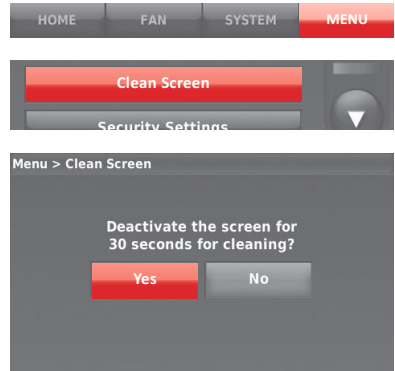 HOME FAN SYSTEM MENU
Clean Screen
Security Settings
Menu > Clean Screen
Deactivate the screen for
30 seconds for cleaning?
Yes No